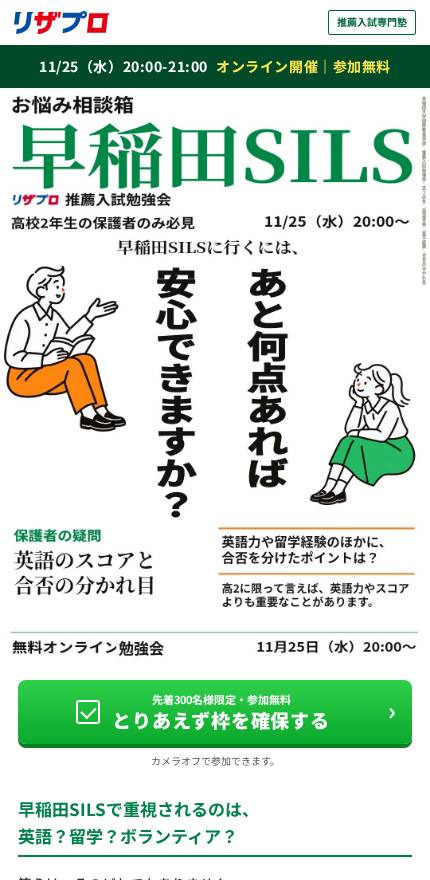 リザプロ
推薦入試専門塾
11/25（水）20:00-21:00 オンライン開催｜参加無料
お悩み相談箱
早稲田SILS
リザプロ 推薦入試勉強会
高校2年生の保護者のみ必見
11/25（水）20:00〜
早稲田SILSに行くには、
あと何点あれば
安心できますか？
保護者の疑問
英語のスコアと
合否の分かれ目
英語力や留学経験のほかに、
合否を分けたポイントは？
高2に限って言えば、英語力やスコア
よりも重要なことがあります。
無料オンライン勉強会
11月25日（水）20:00〜
先着300名様限定・参加無料
とりあえず枠を確保する
カメラオフで参加できます。
早稲田SILSで重視されるのは、
英語？留学？ボランティア？